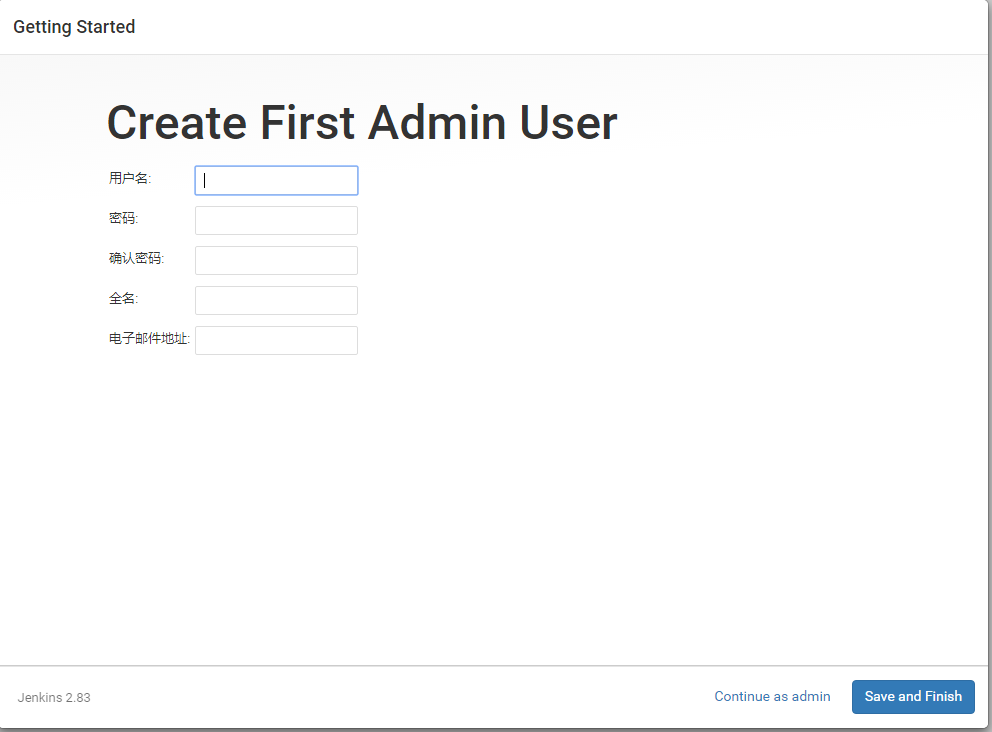 Getting Started
Create First Admin User
用户名:
密码:
确认密码:
全名:
电子邮件地址:
Jenkins 2.83
Continue as admin
Save and Finish